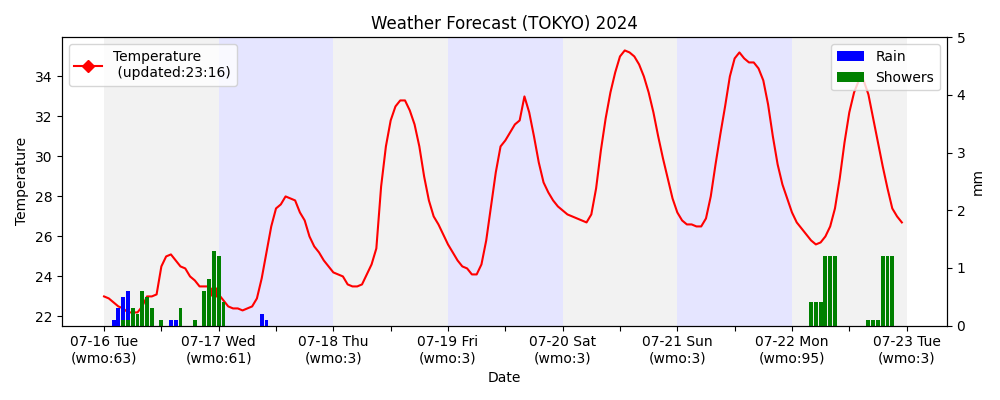 Weather Forecast (TOKYO) 2024
Temperature
(updated:23:16)
Rain
Showers
Temperature
34
32
30
28
26
24
22
5
4
3
2
1
0
mm
07-16 Tue
(wmo:63)
07-17 Wed
(wmo:61)
07-18 Thu
(wmo:3)
07-19 Fri
(wmo:3)
07-20 Sat
(wmo:3)
07-21 Sun
(wmo:3)
07-22 Mon
(wmo:95)
07-23 Tue
(wmo:3)
Date